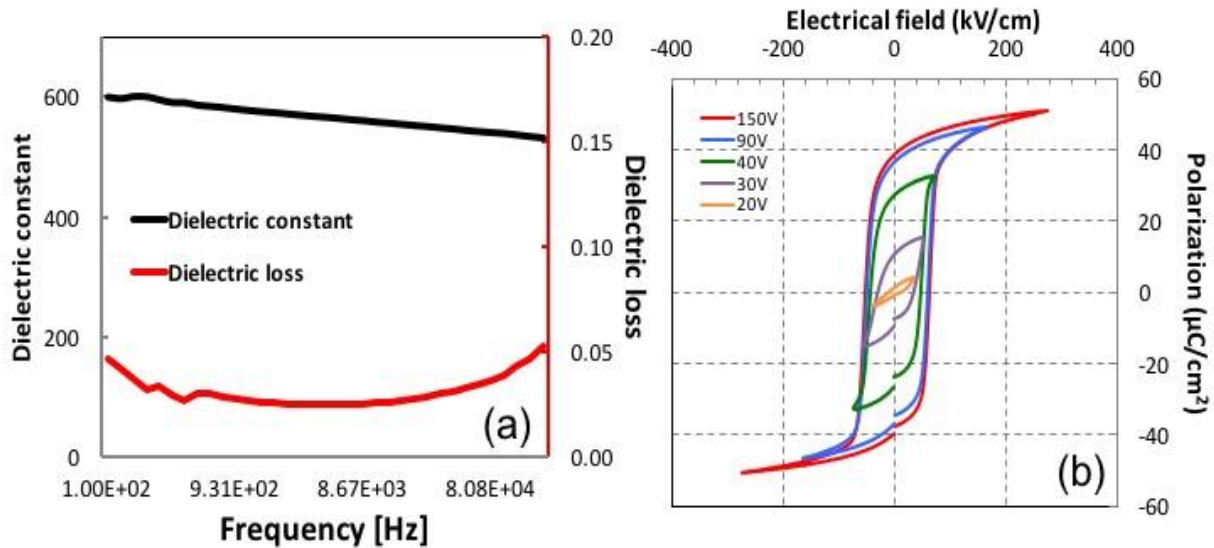 Dielectric constant
600
400
200
0
Dielectric constant
Dielectric loss
(a)
0.20
0.15
0.10
0.05
0.00
Dielectric loss
1.00E+02 9.31E+02 8.67E+03 8.08E+04
Frequency [Hz]
Electrical field (kV/cm)
-400 -200 0 200 400
150V
90V
40V
30V
20V
60
40
20
0
-20
-40
-60
Polarization (µC/cm²)
(b)